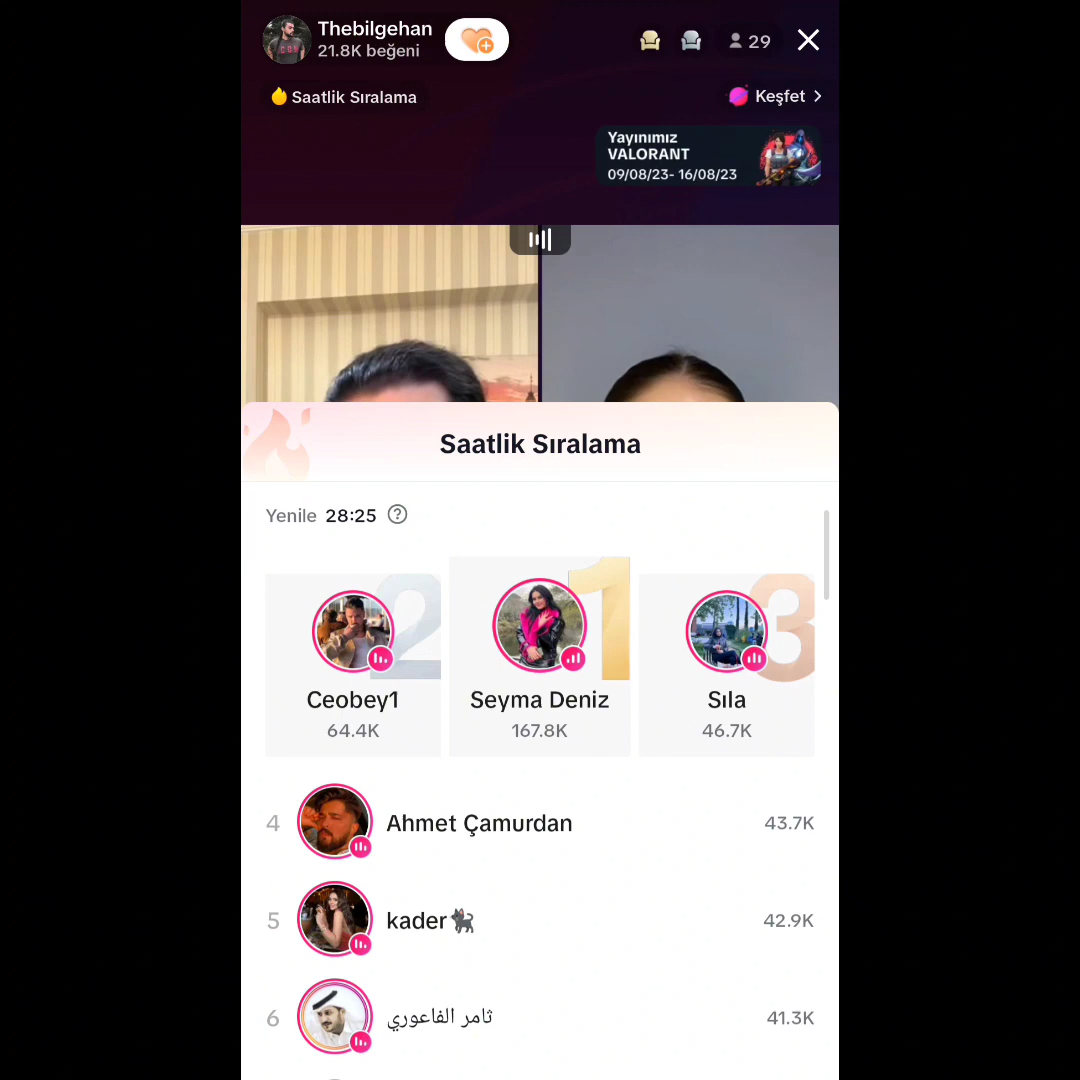 Thebilgehan
21.8K beğeni
29
Saatlik Sıralama
Keşfet
Yayınımız
VALORANT
09/08/23- 16/08/23
Saatlik Sıralama
Yenile 28:25
2
1
3
Ceobey1
Seyma Deniz
Sıla
64.4K
167.8K
46.7K
4 Ahmet Çamurdan 43.7K
5 kader🐈‍⬛ 42.9K
6 ثامر الفاعوري 41.3K